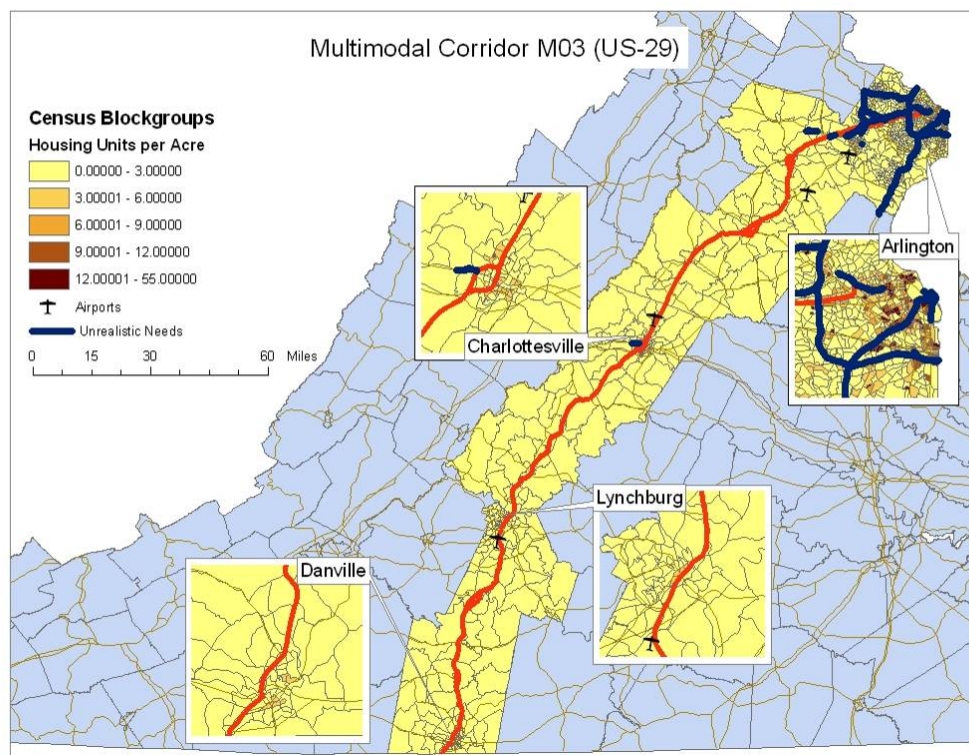 Multimodal Corridor M03 (US-29)
Census Blockgroups
Housing Units per Acre
0.00000 - 3.00000
3.00001 - 6.00000
6.00001 - 9.00000
9.00001 - 12.00000
12.00001 - 55.00000
Airports
Unrealistic Needs
0 15 30 60 Miles
Arlington
Charlottesville
Lynchburg
Danville